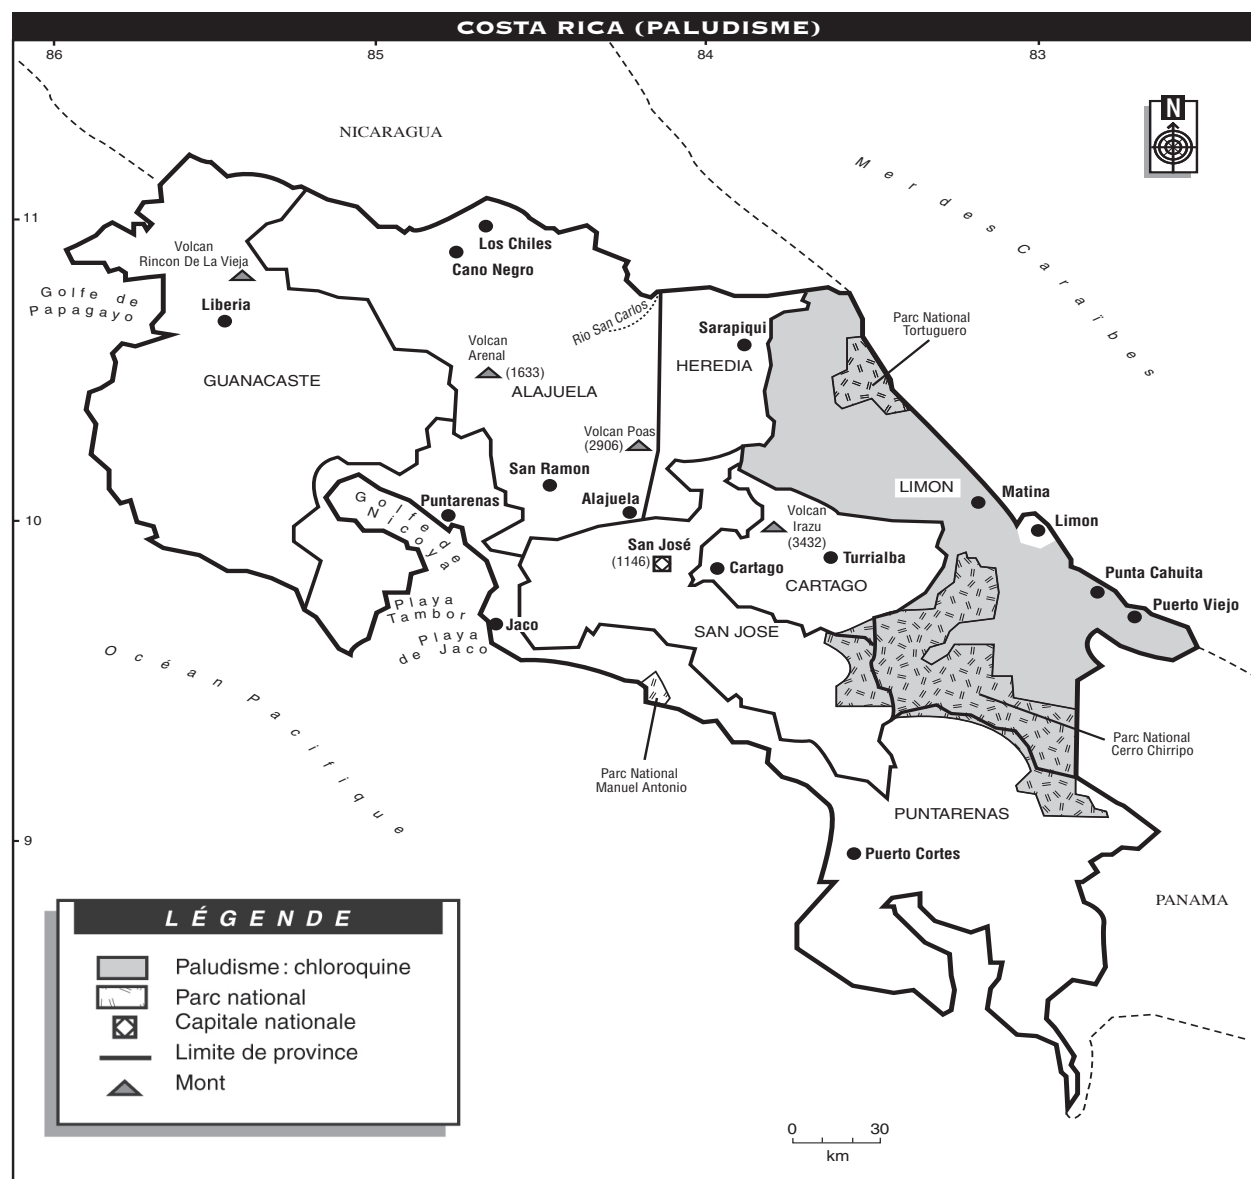 COSTA RICA (PALUDISME)
86
85
84
83
N
NICARAGUA
Mer des Caraïbes
11
Los Chiles
Volcan
Rincon De La Vieja
Cano Negro
Golfe de
Papagayo
Liberia
Rio San Carlos
Sarapiqui
Parc National
Tortuguero
Volcan
Arenal
(1633)
HEREDIA
GUANACASTE
ALAJUELA
Volcan Poas
(2906)
San Ramon
LIMON
Matina
Golfe de
Nicoya
Puntarenas
Alajuela
10
Volcan
Irazu
(3432)
Limon
San José
(1146)
Turrialba
Cartago
CARTAGO
Punta Cahuita
Puerto Viejo
Playa
Tambor
Jaco
SAN JOSE
Playa
de Jaco
Océan Pacifique
Parc National
Cerro Chirripo
Parc National
Manuel Antonio
PUNTARENAS
9
Puerto Cortes
PANAMA
LÉGENDE
Paludisme : chloroquine
Parc national
Capitale nationale
Limite de province
Mont
0 30
km